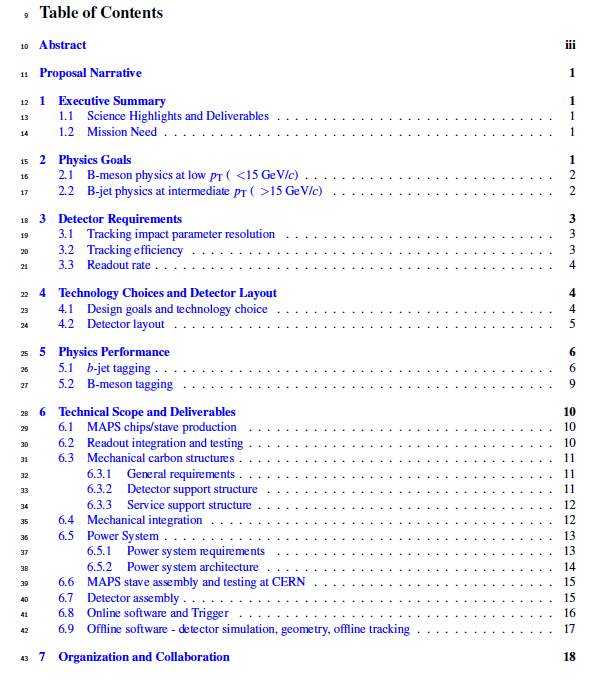 9 Table of Contents
10 Abstract iii
11 Proposal Narrative 1
12 1 Executive Summary 1
13 1.1 Science Highlights and Deliverables . . . . . . . . . . . . . . . . . . . . . . . . . . 1
14 1.2 Mission Need . . . . . . . . . . . . . . . . . . . . . . . . . . . . . . . . . . . . 1
15 2 Physics Goals 1
16 2.1 B-meson physics at low pT ( <15 GeV/c) . . . . . . . . . . . . . . . . . . . . . . . 2
17 2.2 B-jet physics at intermediate pT ( >15 GeV/c) . . . . . . . . . . . . . . . . . . . . 2
18 3 Detector Requirements 3
19 3.1 Tracking impact parameter resolution . . . . . . . . . . . . . . . . . . . . . . . . 3
20 3.2 Tracking efficiency . . . . . . . . . . . . . . . . . . . . . . . . . . . . . . . . . 3
21 3.3 Readout rate . . . . . . . . . . . . . . . . . . . . . . . . . . . . . . . . . . . . . 4
22 4 Technology Choices and Detector Layout 4
23 4.1 Design goals and technology choice . . . . . . . . . . . . . . . . . . . . . . . . . 4
24 4.2 Detector layout . . . . . . . . . . . . . . . . . . . . . . . . . . . . . . . . . . . 5
25 5 Physics Performance 6
26 5.1 b-jet tagging . . . . . . . . . . . . . . . . . . . . . . . . . . . . . . . . . . . . . 6
27 5.2 B-meson tagging . . . . . . . . . . . . . . . . . . . . . . . . . . . . . . . . . . 9
28 6 Technical Scope and Deliverables 10
29 6.1 MAPS chips/stave production . . . . . . . . . . . . . . . . . . . . . . . . . . . . 10
30 6.2 Readout integration and testing . . . . . . . . . . . . . . . . . . . . . . . . . . . . 10
31 6.3 Mechanical carbon structures . . . . . . . . . . . . . . . . . . . . . . . . . . . . . 11
32 6.3.1 General requirements . . . . . . . . . . . . . . . . . . . . . . . . . . . . . 11
33 6.3.2 Detector support structure . . . . . . . . . . . . . . . . . . . . . . . . . . 11
34 6.3.3 Service support structure . . . . . . . . . . . . . . . . . . . . . . . . . . . 12
35 6.4 Mechanical integration . . . . . . . . . . . . . . . . . . . . . . . . . . . . . . . 12
36 6.5 Power System . . . . . . . . . . . . . . . . . . . . . . . . . . . . . . . . . . . . 13
37 6.5.1 Power system requirements . . . . . . . . . . . . . . . . . . . . . . . . . 13
38 6.5.2 Power system architecture . . . . . . . . . . . . . . . . . . . . . . . . . . 14
39 6.6 MAPS stave assembly and testing at CERN . . . . . . . . . . . . . . . . . . . . . . 15
40 6.7 Detector assembly . . . . . . . . . . . . . . . . . . . . . . . . . . . . . . . . . . 15
41 6.8 Online software and Trigger . . . . . . . . . . . . . . . . . . . . . . . . . . . . . 16
42 6.9 Offline software - detector simulation, geometry, offline tracking . . . . . . . . . . . . 17
43 7 Organization and Collaboration 18